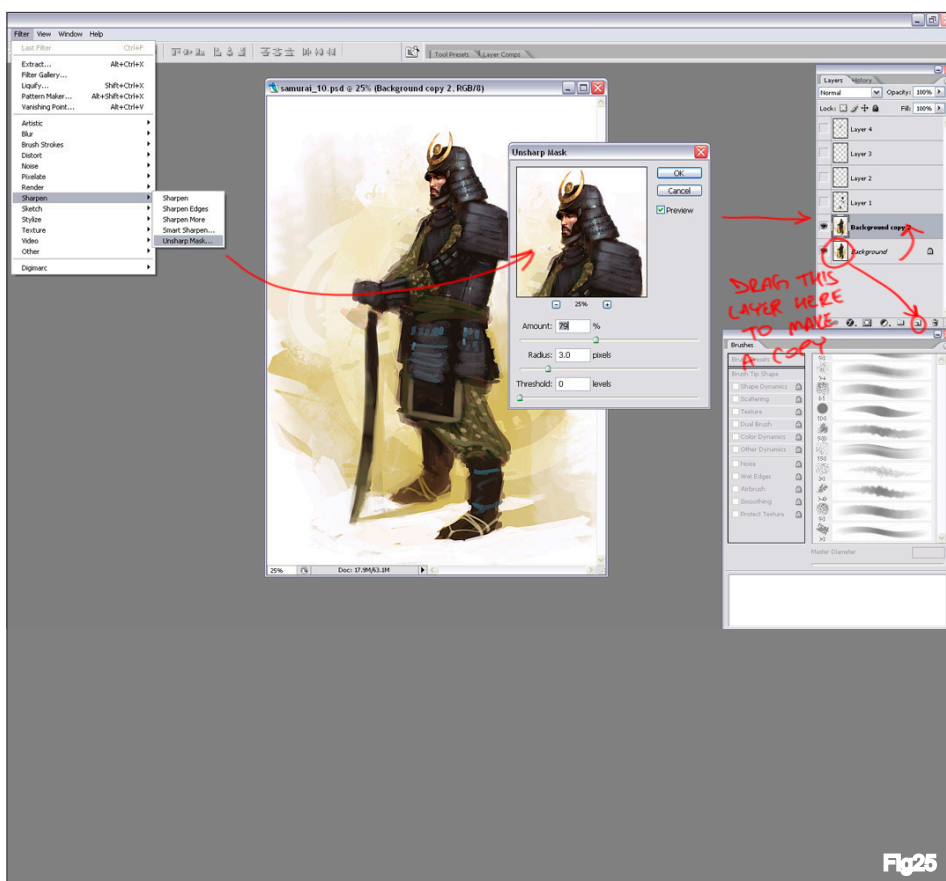 Filter View Window Help
Last Filter Ctrl+F
Extract... Alt+Ctrl+X
Filter Gallery...
Liquify... Shift+Ctrl+X
Pattern Maker... Alt+Shift+Ctrl+X
Vanishing Point... Alt+Ctrl+V
Artistic
Blur
Brush Strokes
Distort
Noise
Pixelate
Render
Sharpen
Sketch
Stylize
Texture
Video
Other
Digimarc
Sharpen
Sharpen Edges
Sharpen More
Smart Sharpen...
Unsharp Mask...
Tool Presets Layer Comps
samurai_10.psd @ 25% (Background copy 2, RGB/8)
25% Doc: 17.9M/63.1M
Unsharp Mask
OK
Cancel
Preview
25%
Amount: 79 %
Radius: 3.0 pixels
Threshold: 0 levels
Layers History
Normal Opacity: 100%
Lock: Fill: 100%
Layer 4
Layer 3
Layer 2
Layer 1
Background copy 2
Background
DRAG THIS
LAYER HERE
TO MAKE
A COPY
Brushes
Brush Presets
Brush Tip Shape
Shape Dynamics
Scattering
Texture
Dual Brush
Color Dynamics
Other Dynamics
Noise
Wet Edges
Airbrush
Smoothing
Protect Texture
Master Diameter
Fig25